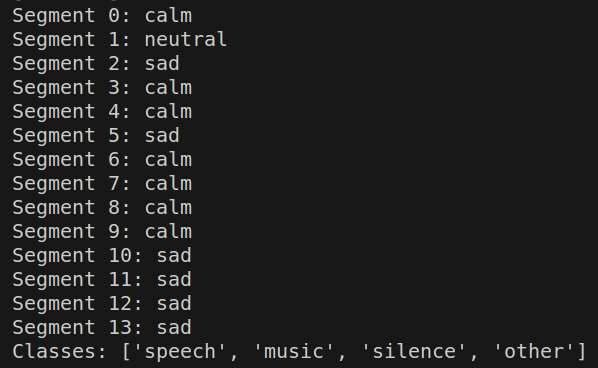 Segment 0: calm
Segment 1: neutral
Segment 2: sad
Segment 3: calm
Segment 4: calm
Segment 5: sad
Segment 6: calm
Segment 7: calm
Segment 8: calm
Segment 9: calm
Segment 10: sad
Segment 11: sad
Segment 12: sad
Segment 13: sad
Classes: ['speech', 'music', 'silence', 'other']